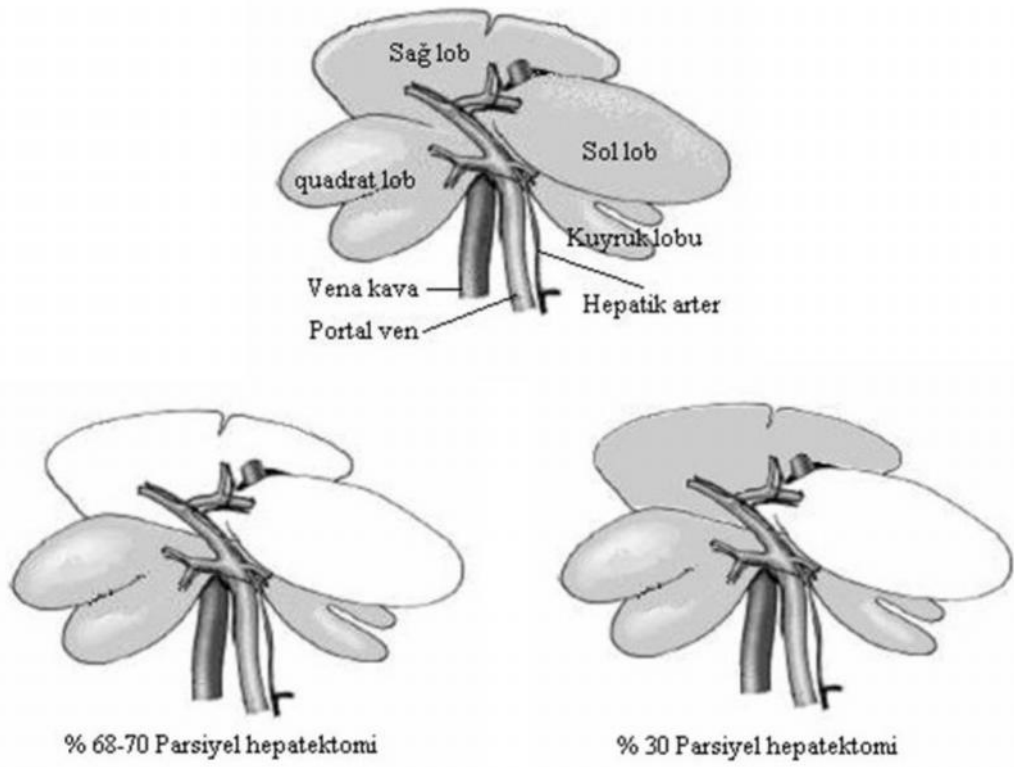 Sağ lob
Sol lob
quadrat lob
Kuyruk lobu
Vena kava
Hepatik arter
Portal ven
% 68-70 Parsiyel hepatektomi
% 30 Parsiyel hepatektomi